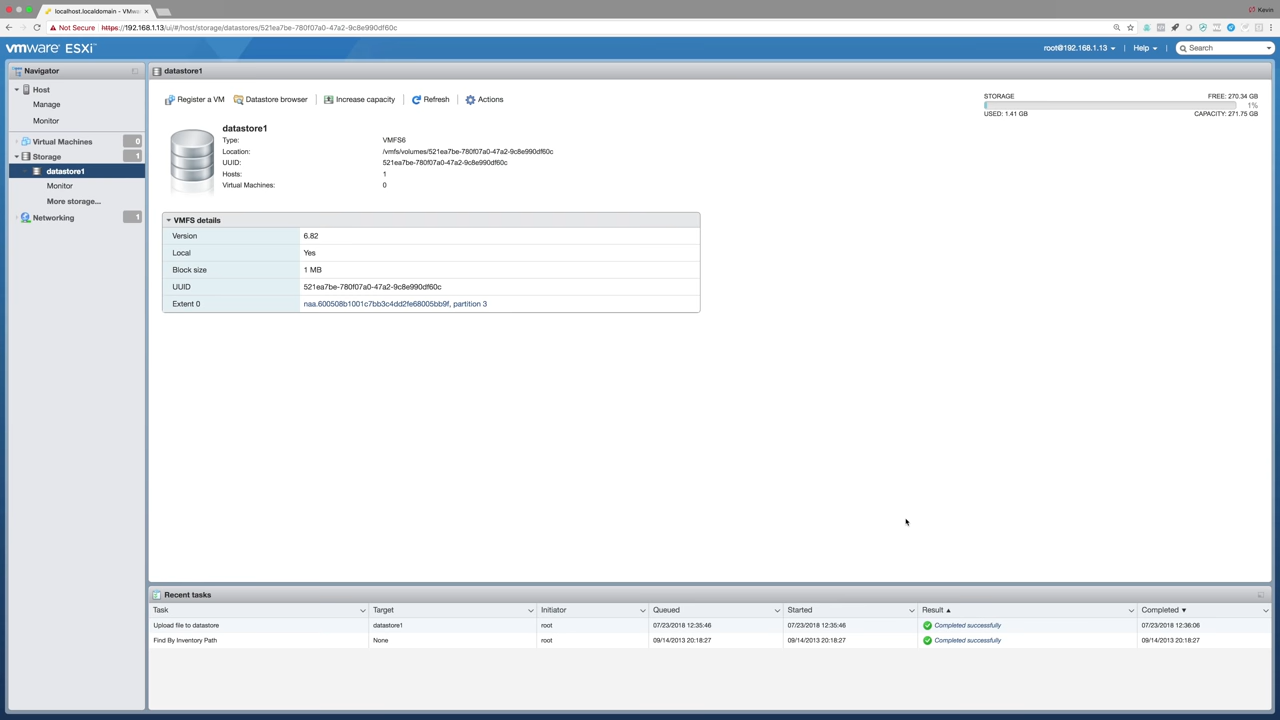 localhost.localdomain - VMw
Kevin
Not Secure https://192.168.1.13/ui/#/host/storage/datastores/521ea7be-780f07a0-47a2-9c8e990df60c
vmware ESXi™
root@192.168.1.13
Help
Search
Navigator
Host
Manage
Monitor
Virtual Machines 0
Storage 1
datastore1
Monitor
More storage...
Networking 1
datastore1
Register a VM
Datastore browser
Increase capacity
Refresh
Actions
STORAGE FREE: 270.34 GB
1%
USED: 1.41 GB CAPACITY: 271.75 GB
datastore1
Type: VMFS6
Location: /vmfs/volumes/521ea7be-780f07a0-47a2-9c8e990df60c
UUID: 521ea7be-780f07a0-47a2-9c8e990df60c
Hosts: 1
Virtual Machines: 0
VMFS details
Version 6.82
Local Yes
Block size 1 MB
UUID 521ea7be-780f07a0-47a2-9c8e990df60c
Extent 0 naa.600508b1001c7bb3c4dd2fe68005bb9f, partition 3
Recent tasks
Task Target Initiator Queued Started Result Completed
Upload file to datastore datastore1 root 07/23/2018 12:35:46 07/23/2018 12:35:46 Completed successfully 07/23/2018 12:36:06
Find By Inventory Path None root 09/14/2013 20:18:27 09/14/2013 20:18:27 Completed successfully 09/14/2013 20:18:27